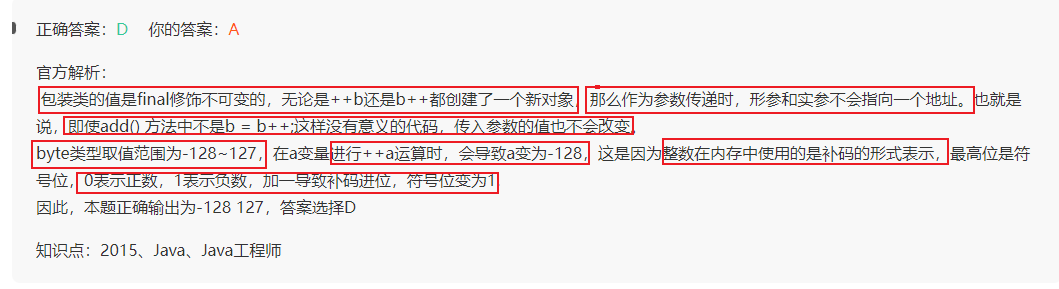 正确答案：D 你的答案：A
官方解析：
包装类的值是final修饰不可变的，无论是++b还是b++都创建了一个新对象，那么作为参数传递时，形参和实参不会指向一个地址。也就是
说，即使add() 方法中不是b = b++;这样没有意义的代码，传入参数的值也不会改变。
byte类型取值范围为-128~127，在a变量进行++a运算时，会导致a变为-128，这是因为整数在内存中使用的是补码的形式表示，最高位是符
号位，0表示正数，1表示负数，加一导致补码进位，符号位变为1
因此，本题正确输出为-128 127，答案选择D
知识点：2015、Java、Java工程师